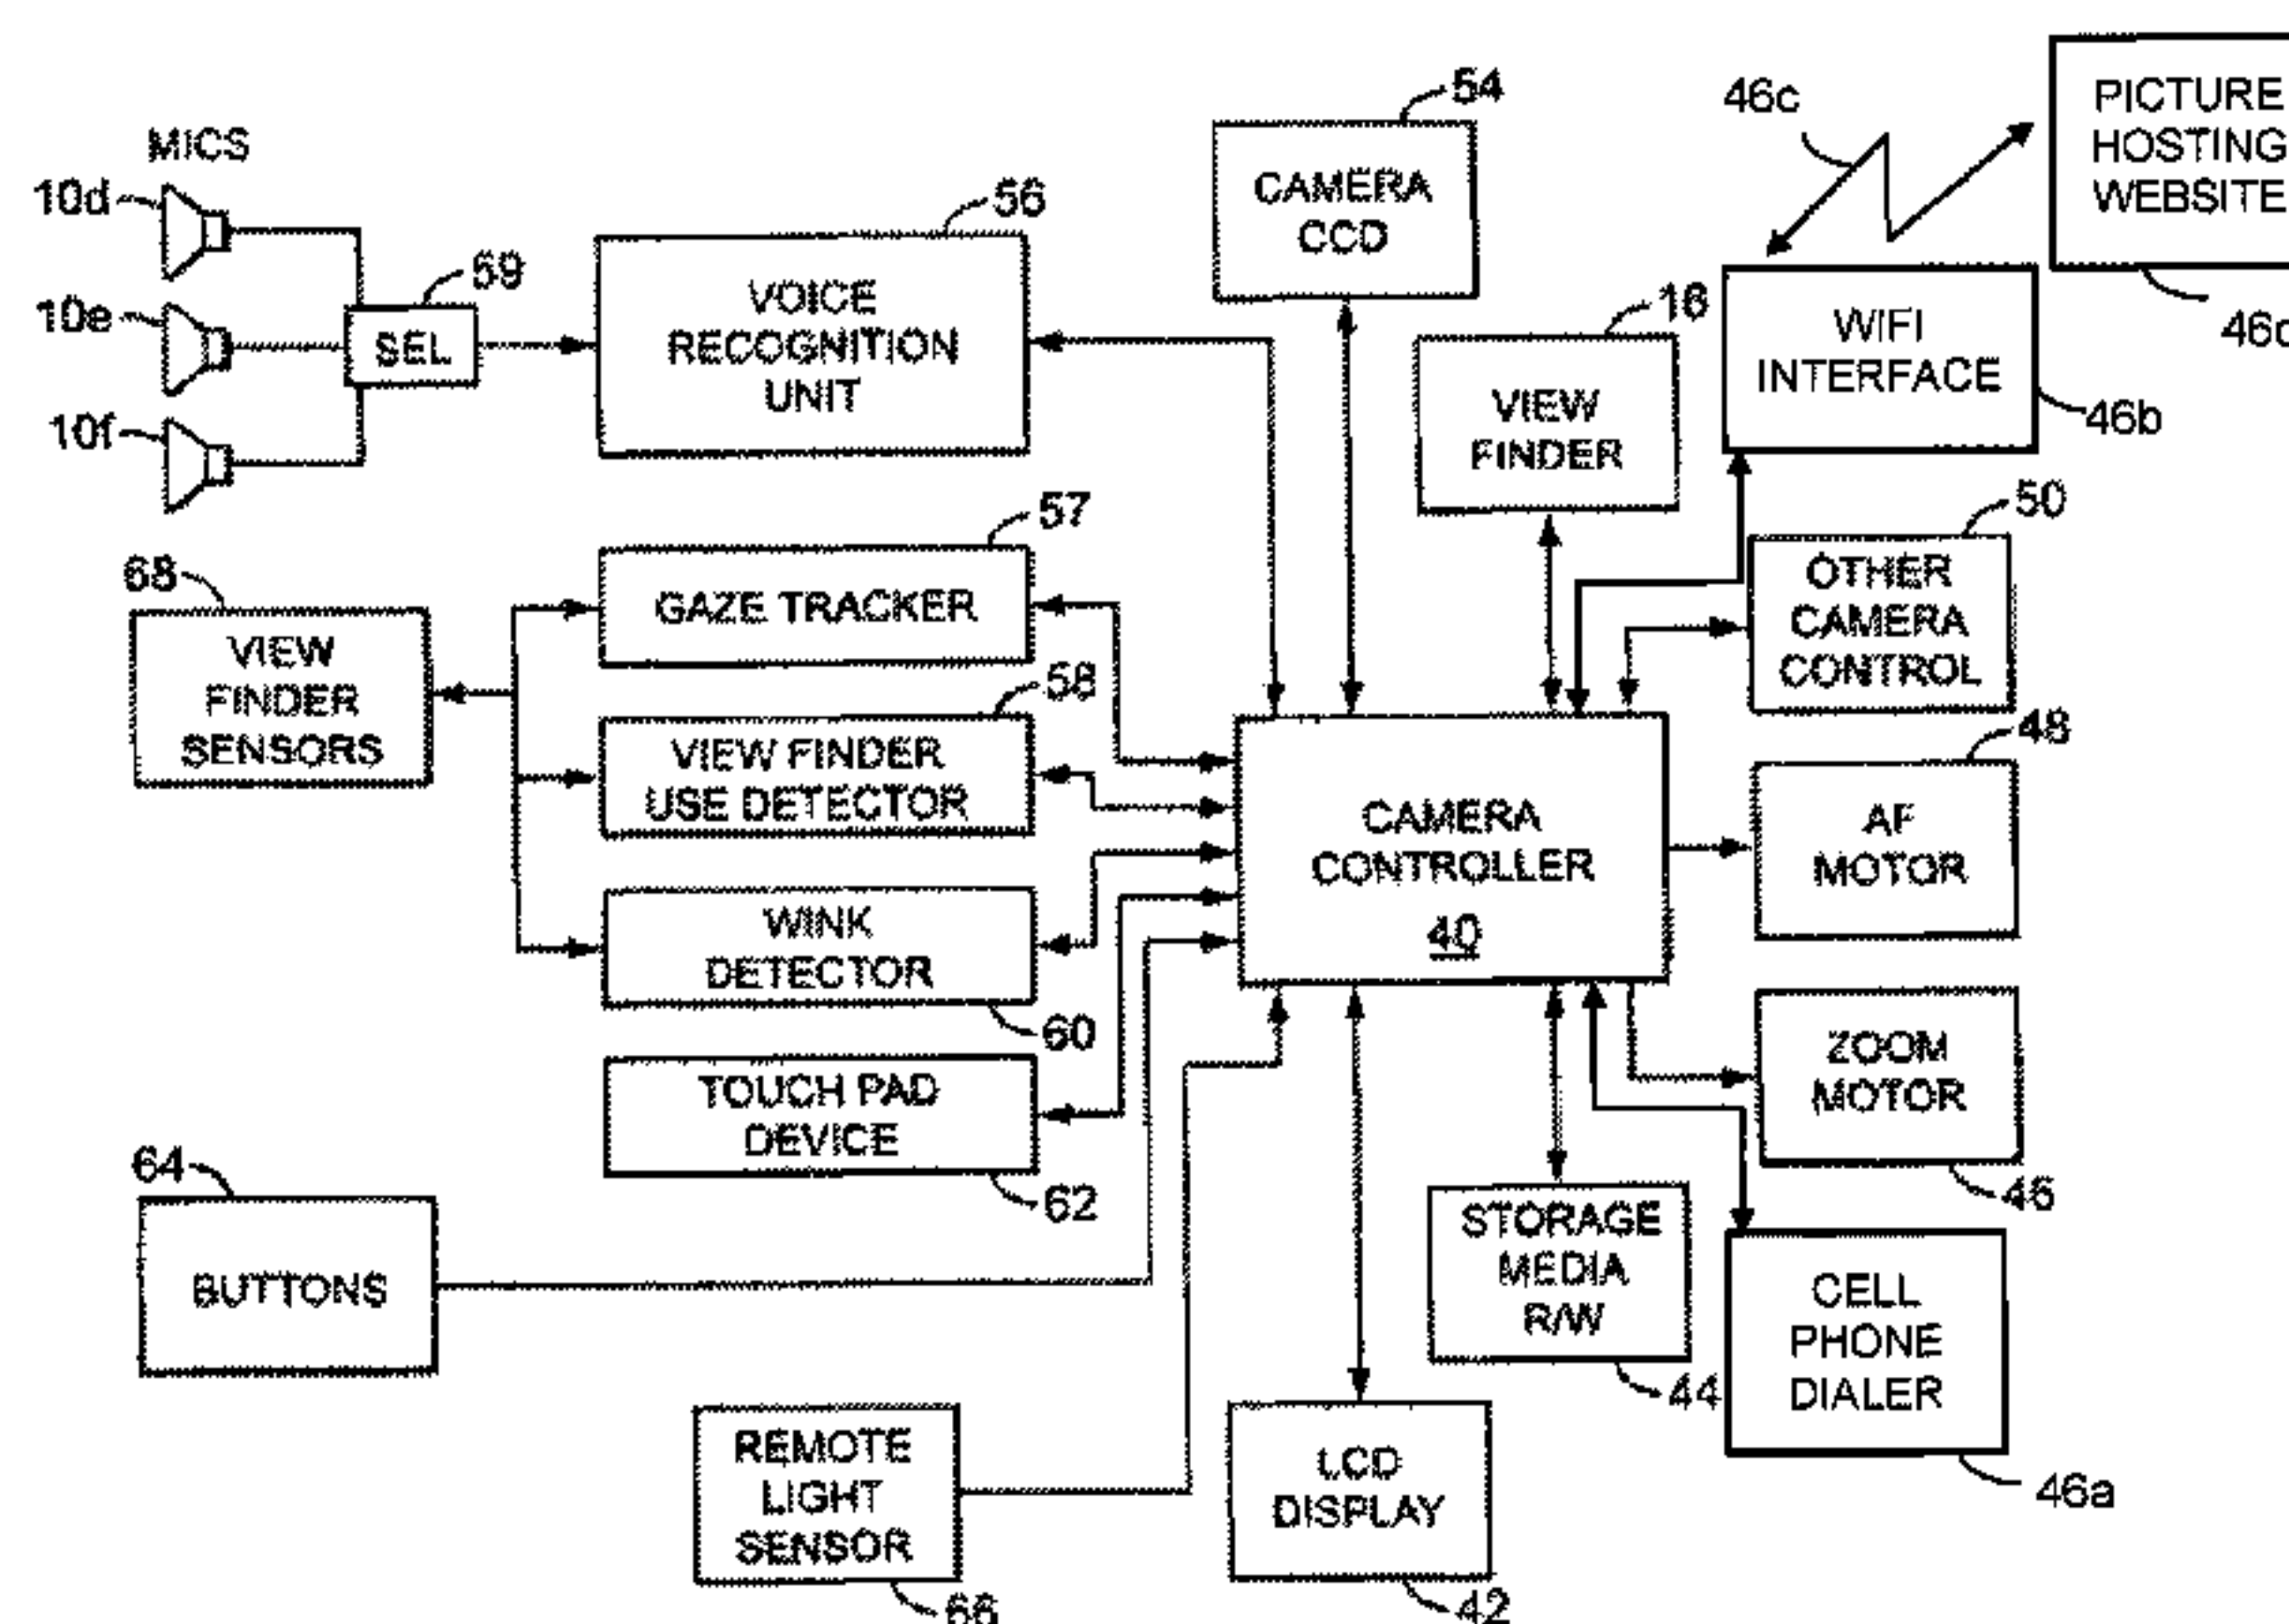 MICS
10d
10e
10f
59
SEL
56
VOICE
RECOGNITION
UNIT
54
CAMERA
CCD
16
VIEW
FINDER
46c
PICTURE
HOSTING
WEBSITE
WIFI
INTERFACE
46b
50
OTHER
CAMERA
CONTROL
68
VIEW
FINDER
SENSORS
57
GAZE TRACKER
58
VIEW FINDER
USE DETECTOR
WINK
DETECTOR
60
TOUCH PAD
DEVICE
62
CAMERA
CONTROLLER
40
48
AF
MOTOR
ZOOM
MOTOR
46
64
BUTTONS
STORAGE
MEDIA
R/W
44
CELL
PHONE
DIALER
46a
REMOTE
LIGHT
SENSOR
66
LCD
DISPLAY
42